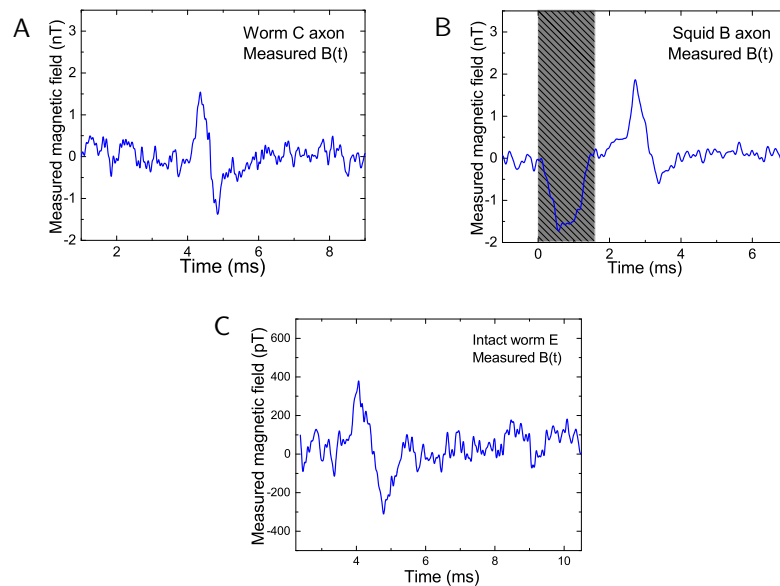 A
Measured magnetic field (nT)
3
2
1
0
-1
-2
Worm C axon
Measured B(t)
2
4
6
8
Time (ms)
B
Measured magnetic field (nT)
3
2
1
0
-1
-2
Squid B axon
Measured B(t)
0
2
4
6
Time (ms)
C
Measured magnetic field (pT)
600
400
200
0
-200
-400
Intact worm E
Measured B(t)
4
6
8
10
Time (ms)